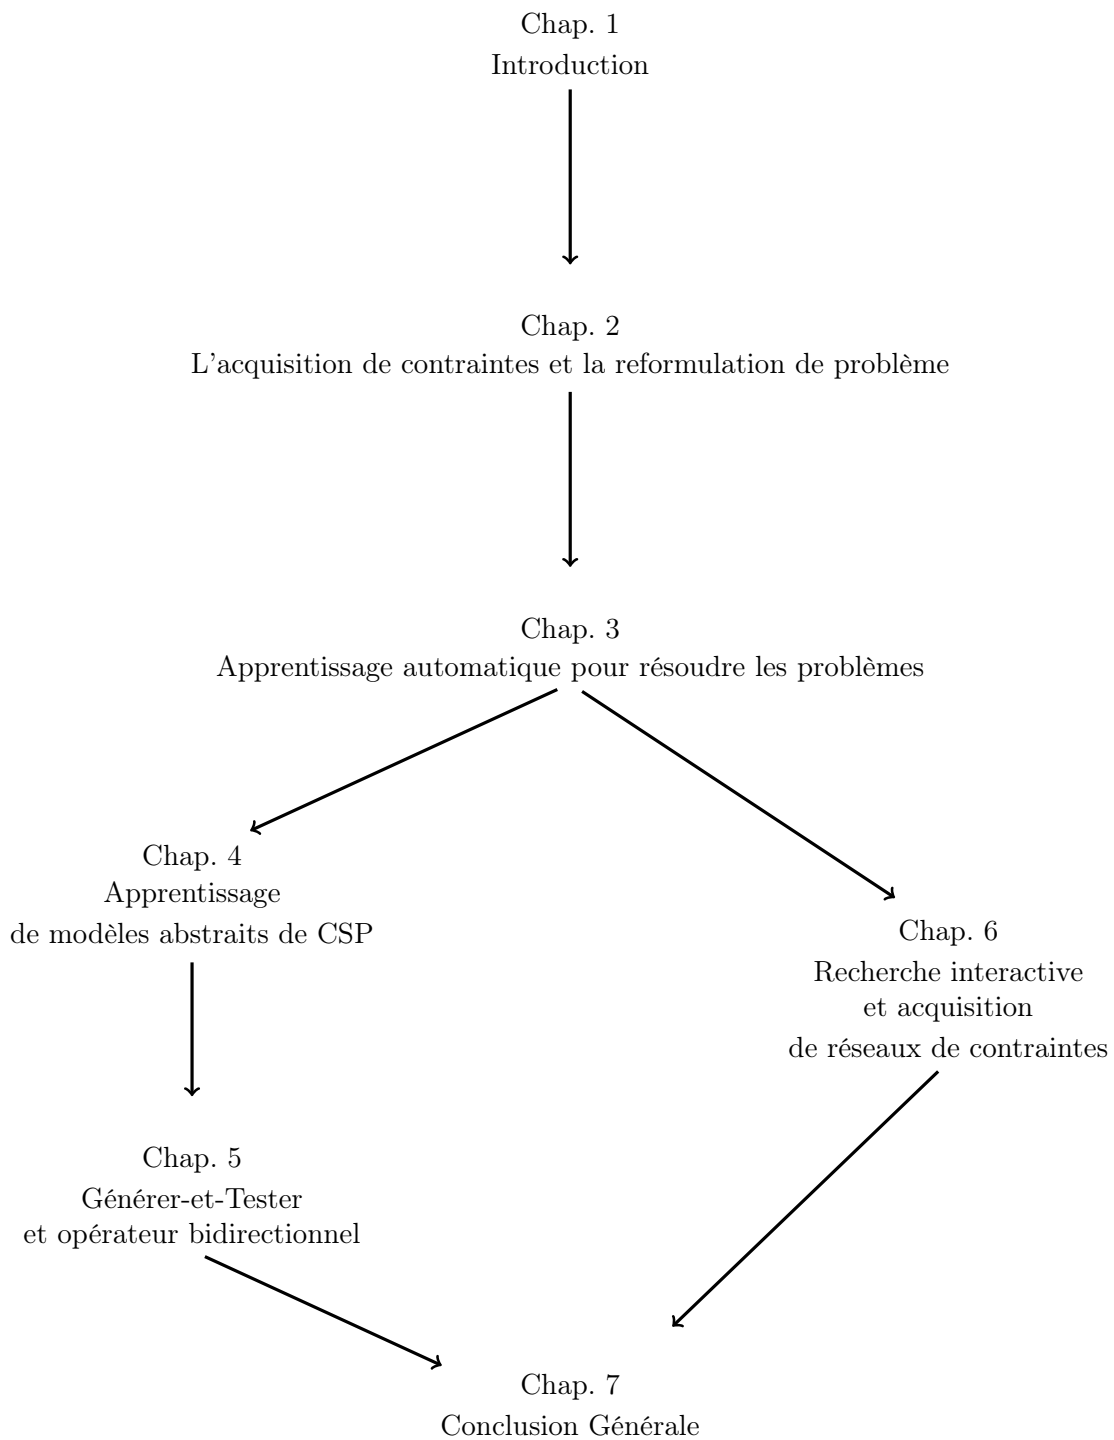 Chap. 1
Introduction
Chap. 2
L'acquisition de contraintes et la reformulation de problème
Chap. 3
Apprentissage automatique pour résoudre les problèmes
Chap. 4
Apprentissage
de modèles abstraits de CSP
Chap. 6
Recherche interactive
et acquisition
de réseaux de contraintes
Chap. 5
Générer-et-Tester
et opérateur bidirectionnel
Chap. 7
Conclusion Générale